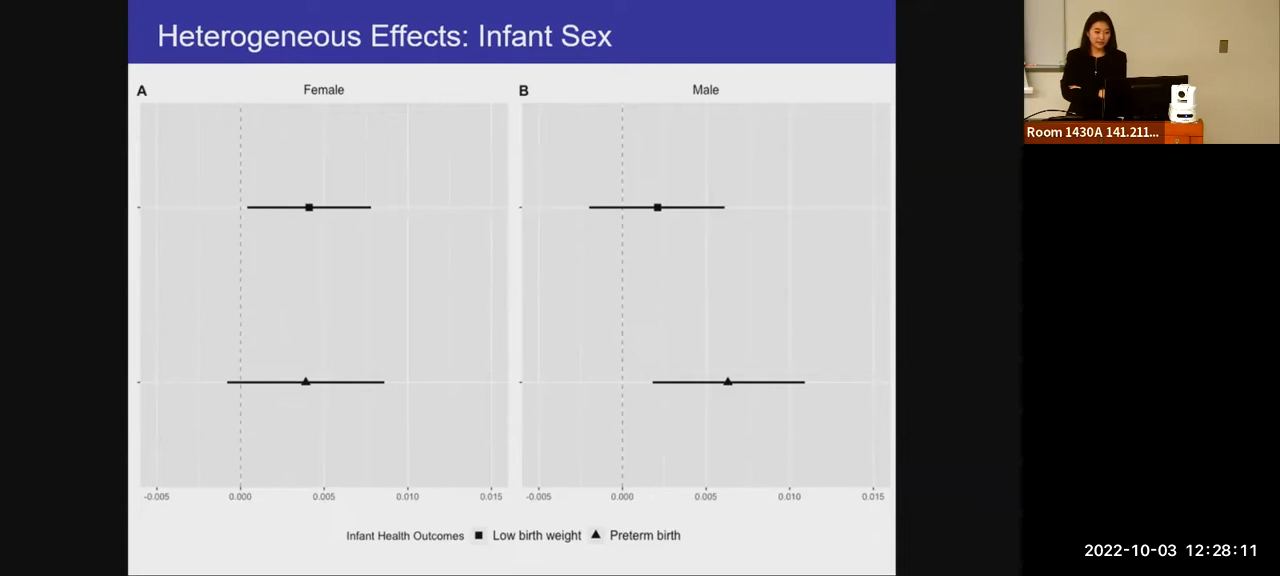 Heterogeneous Effects: Infant Sex
A
Female
B
Male
-0.005
0.000
0.005
0.010
0.015
-0.005
0.000
0.005
0.010
0.015
Infant Health Outcomes
Low birth weight
Preterm birth
Room 1430A 141.211...
2022-10-03 12:28:11